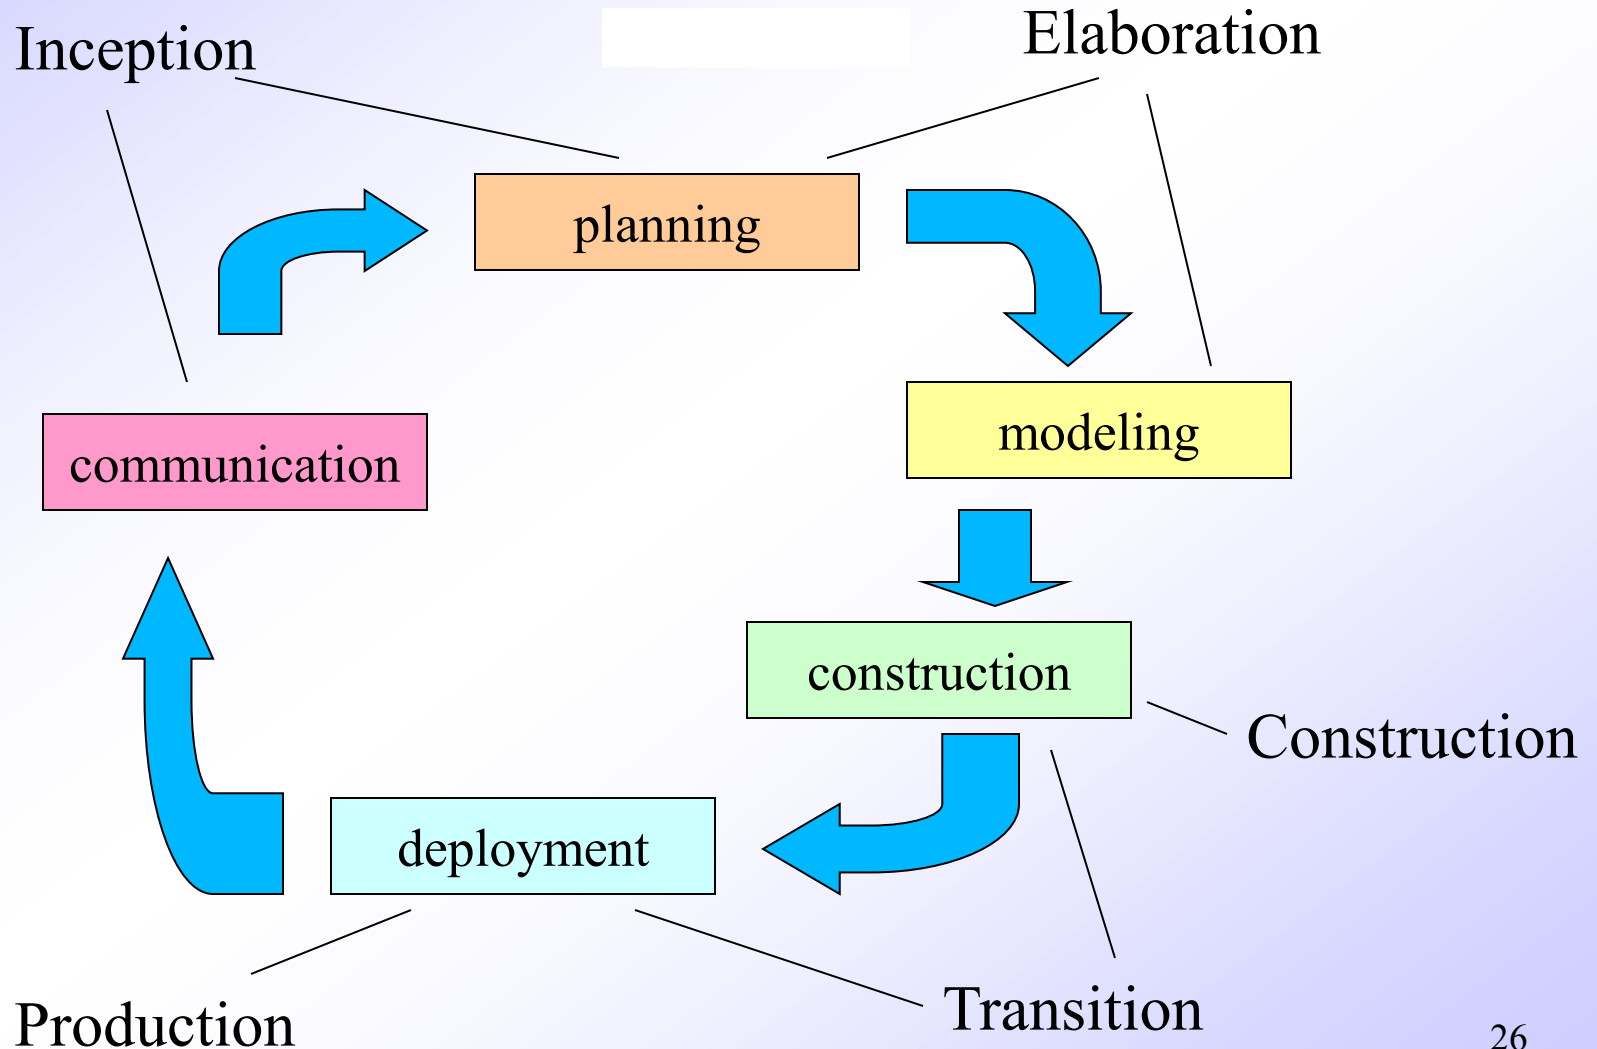 Inception
Elaboration
planning
modeling
communication
construction
Construction
deployment
Production
Transition
26